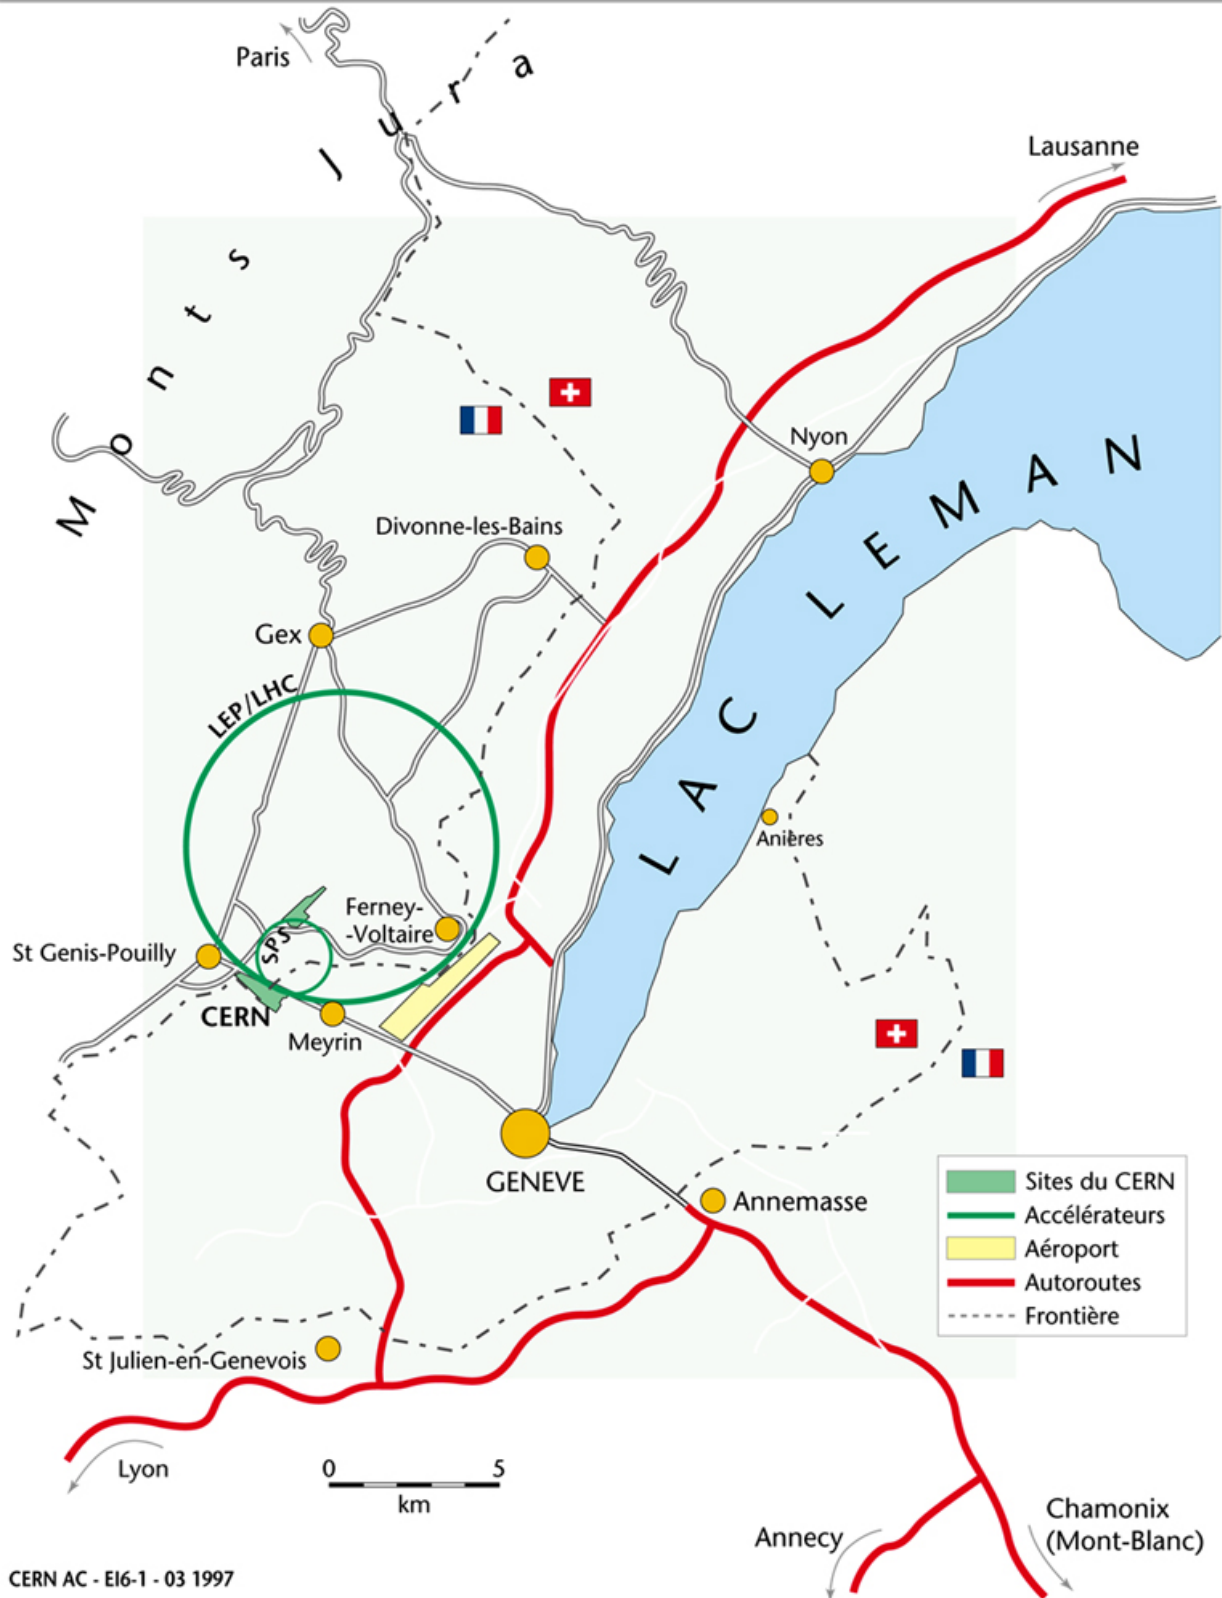 Paris
Monts Jura
Lausanne
Nyon
Divonne-les-Bains
LAC LEMAN
Gex
LEP/LHC
Anières
Ferney-
-Voltaire
SPS
St Genis-Pouilly
CERN
Meyrin
GENEVE
Annemasse
Sites du CERN
Accélérateurs
Aéroport
Autoroutes
Frontière
St Julien-en-Genevois
Lyon
0 5
km
Annecy
Chamonix
(Mont-Blanc)
CERN AC - EI6-1 - 03 1997